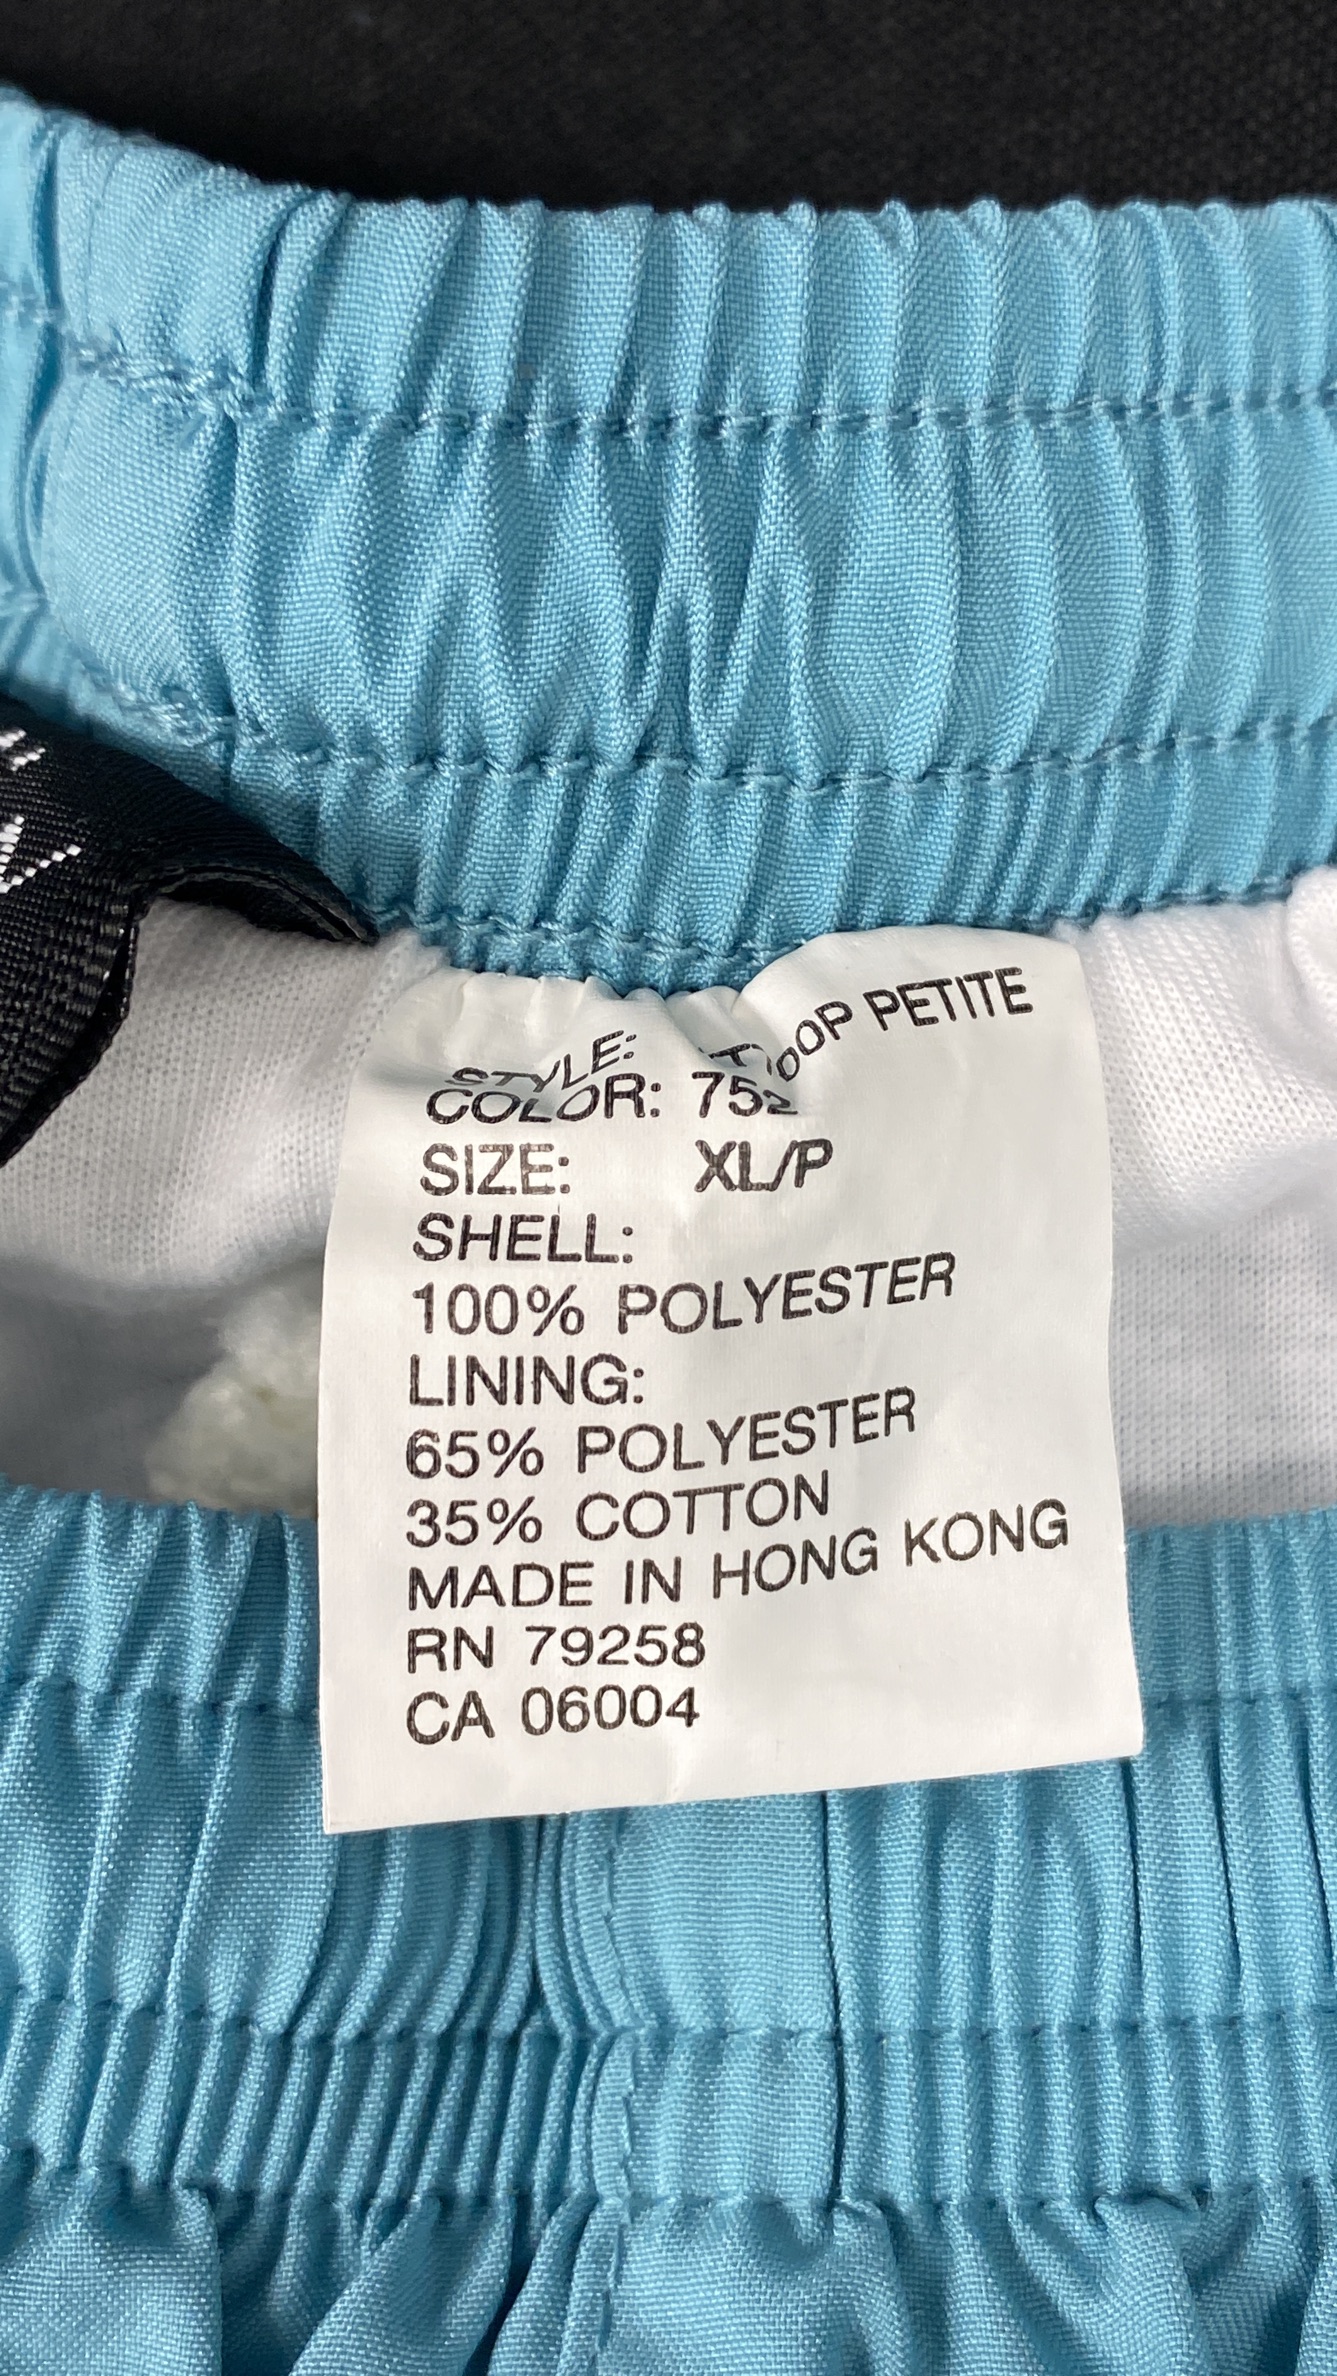 STYLE: PETITE
COLOR: 752
SIZE: XL/P
SHELL:
100% POLYESTER
LINING:
65% POLYESTER
35% COTTON
MADE IN HONG KONG
RN 79258
CA 06004